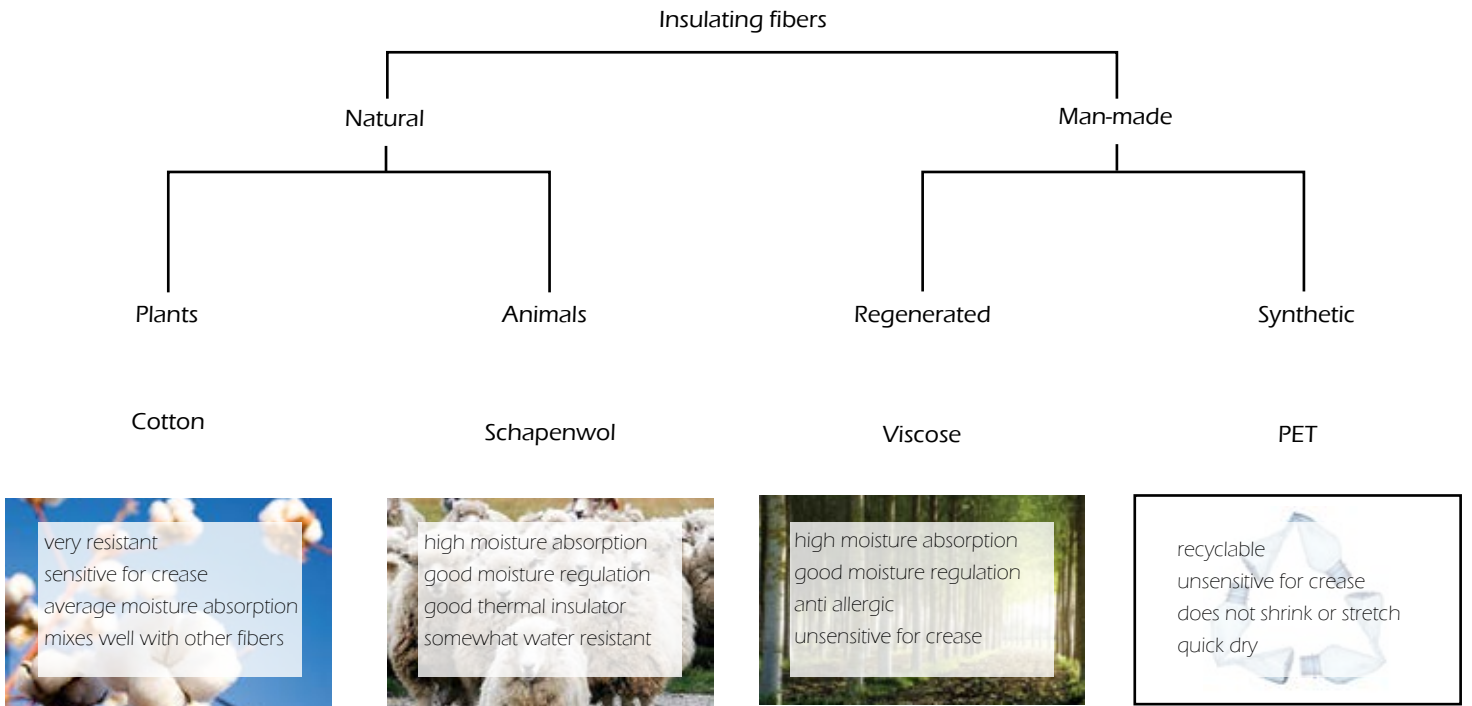 Insulating fibers
Natural
Man-made
Plants
Animals
Regenerated
Synthetic
Cotton
Schapenwol
Viscose
PET
very resistant
sensitive for crease
average moisture absorption
mixes well with other fibers
high moisture absorption
good moisture regulation
good thermal insulator
somewhat water resistant
high moisture absorption
good moisture regulation
anti allergic
unsensitive for crease
recyclable
unsensitive for crease
does not shrink or stretch
quick dry